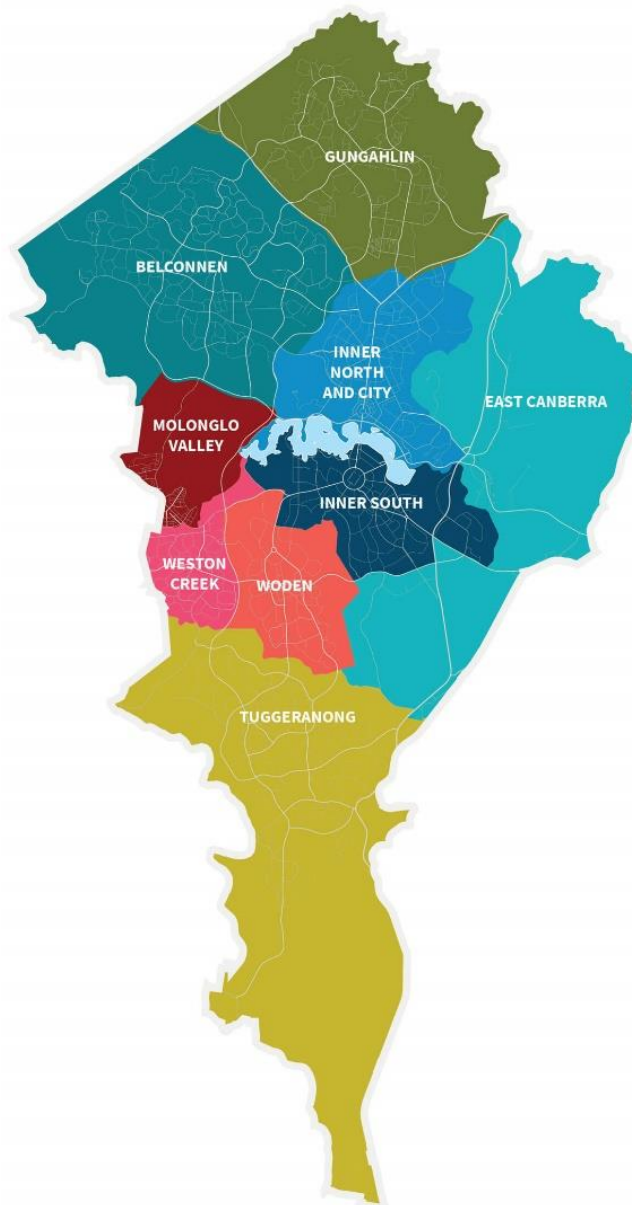 GUNGAHLIN
BELCONNEN
INNER
NORTH
AND CITY
EAST CANBERRA
MOLONGLO
VALLEY
INNER SOUTH
WESTON
CREEK
WODEN
TUGGERANONG